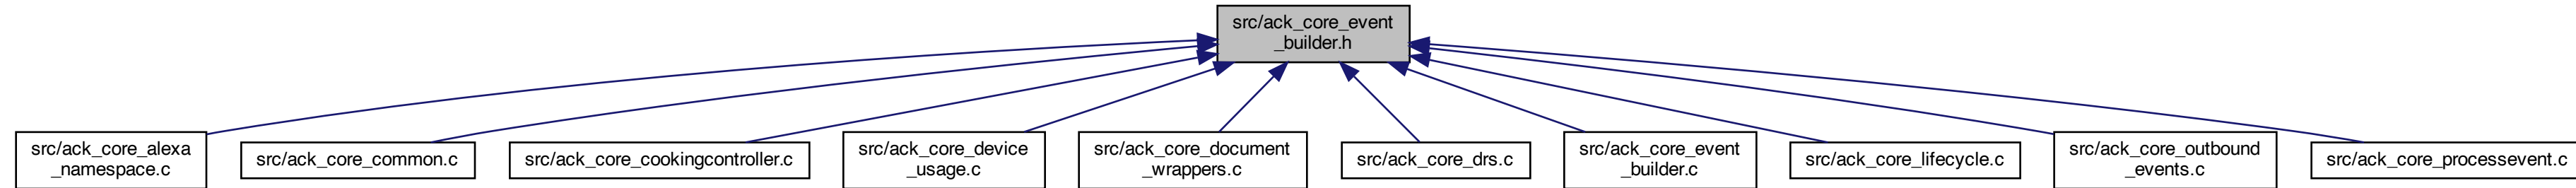 src/ack_core_event
_builder.h
src/ack_core_alexa
_namespace.c
src/ack_core_common.c
src/ack_core_cookingcontroller.c
src/ack_core_device
_usage.c
src/ack_core_document
_wrappers.c
src/ack_core_drs.c
src/ack_core_event
_builder.c
src/ack_core_lifecycle.c
src/ack_core_outbound
_events.c
src/ack_core_processevent.c